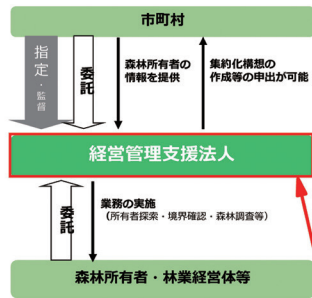 市町村
指定・監督
委託
森林所有者の
情報を提供
集約化構想の
作成等の申出が可能
経営管理支援法人
委託
業務の実施
（所有者探索・境界確認・森林調査等）
森林所有者・林業経営体等